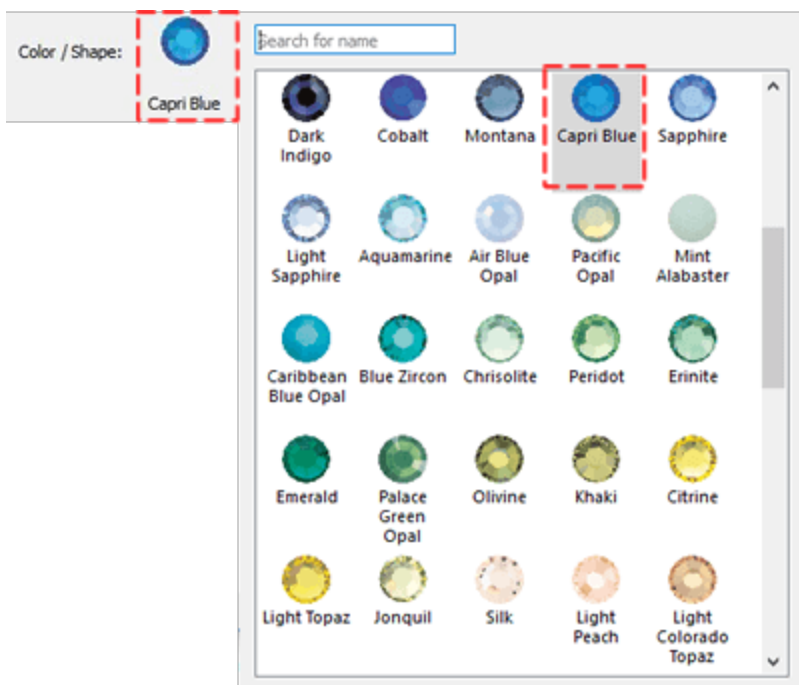 Color / Shape:
Capri Blue
Search for name
Dark Indigo
Cobalt
Montana
Capri Blue
Sapphire
Light Sapphire
Aquamarine
Air Blue Opal
Pacific Opal
Mint Alabaster
Caribbean Blue Opal
Blue Zircon
Chrisolite
Peridot
Erinite
Emerald
Palace Green Opal
Olivine
Khaki
Citrine
Light Topaz
Jonquil
Silk
Light Peach
Light Colorado Topaz